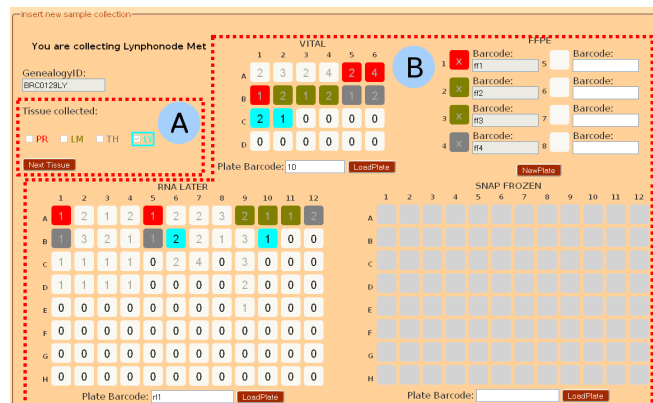 Insert new sample collection
You are collecting Lynphonode Met
GenealogyID:
BRC0128LY
Tissue collected:
A
PR LM TH LY
Next Tissue
VITAL
1 2 3 4 5 6
A 2 3 2 4 2 4
B 1 2 1 2 1 2
C 2 1 0 0 0 0
D 0 0 0 0 0 0
Plate Barcode: 10 LoadPlate
B
FFPE
1 X Barcode: ff1 5 Barcode:
2 X Barcode: ff2 6 Barcode:
3 X Barcode: ff3 7 Barcode:
4 X Barcode: ff4 8 Barcode:
NewPlate
RNA LATER
1 2 3 4 5 6 7 8 9 10 11 12
A 1 2 1 2 1 2 2 3 2 1 1 2
B 1 3 2 1 1 2 2 1 3 1 0 0
C 1 1 1 1 0 2 4 0 3 0 0 0
D 1 1 1 1 0 0 0 0 2 0 0 0
E 0 0 0 0 0 0 0 0 1 0 0 0
F 0 0 0 0 0 0 0 0 0 0 0 0
G 0 0 0 0 0 0 0 0 0 0 0 0
H 0 0 0 0 0 0 0 0 0 0 0 0
Plate Barcode: rl1 LoadPlate
SNAP FROZEN
1 2 3 4 5 6 7 8 9 10 11 12
A
B
C
D
E
F
G
H
Plate Barcode: LoadPlate